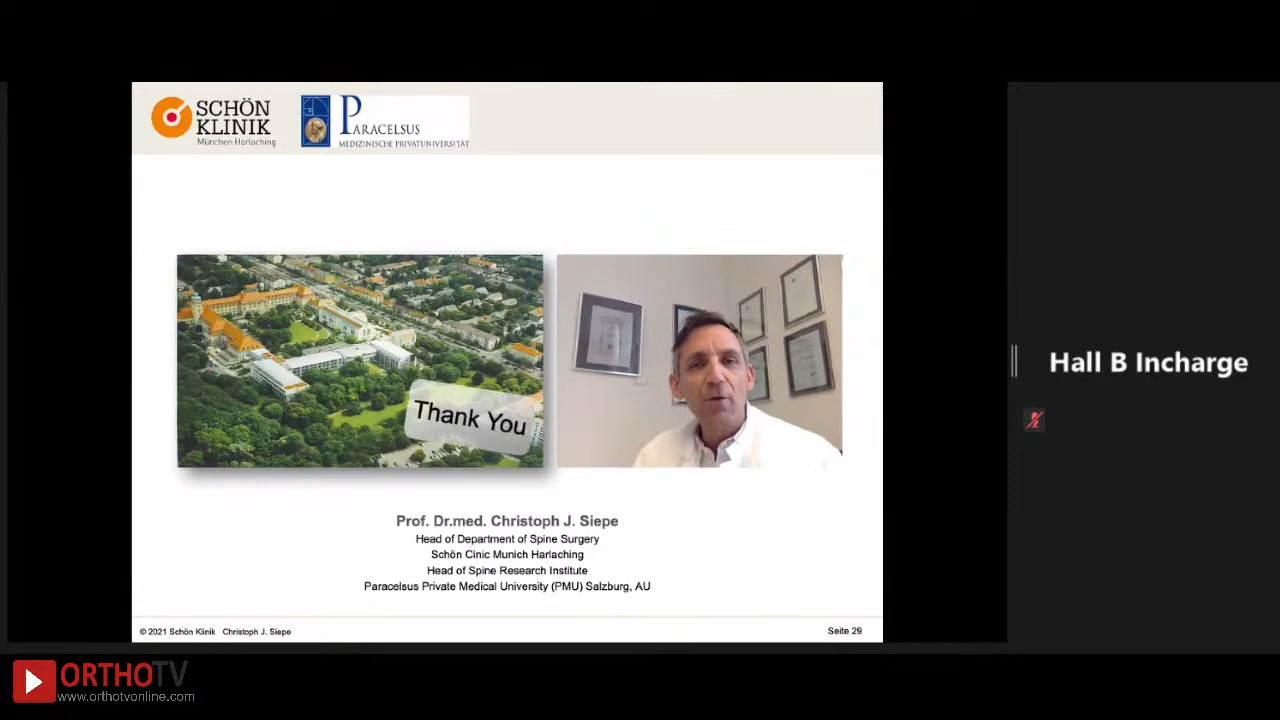 SCHÖN
KLINIK
München Harlaching
PARACELSUS
MEDIZINISCHE PRIVATUNIVERSITÄT
Thank You
Hall B Incharge
Prof. Dr.med. Christoph J. Siepe
Head of Department of Spine Surgery
Schön Cinic Munich Harlaching
Head of Spine Research Institute
Paracelsus Private Medical University (PMU) Salzburg, AU
© 2021 Schön Klinik Christoph J. Siepe
Seite 29
ORTHOTV
www.orthotvonline.com